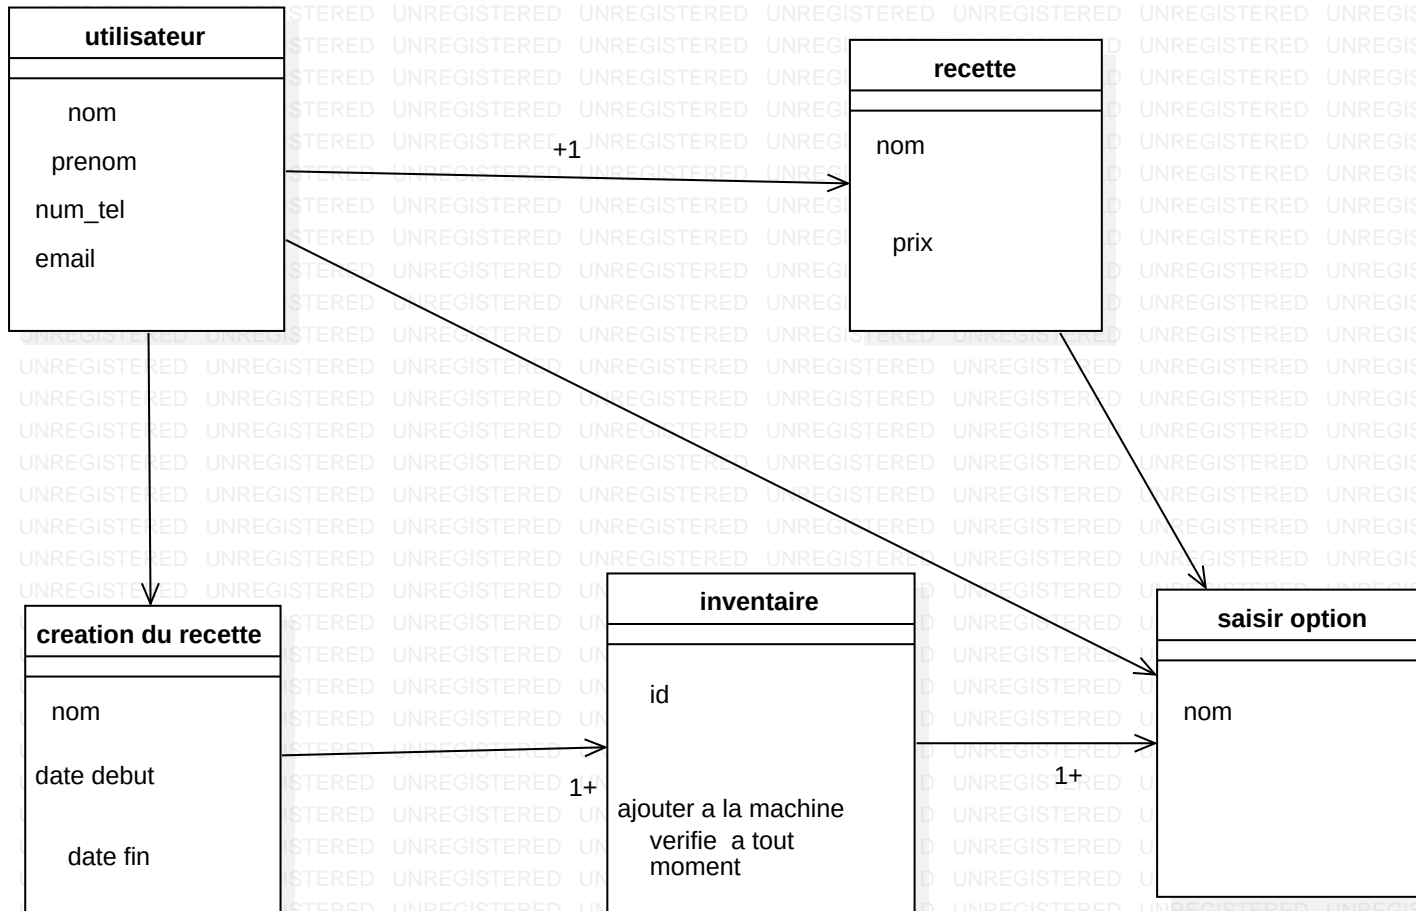 utilisateur
nom
prenom
num_tel
email
+1
recette
nom
prix
creation du recette
nom
date debut
date fin
1+
inventaire
id
ajouter a la machine
verifie a tout
moment
1+
saisir option
nom
UNREGISTERED